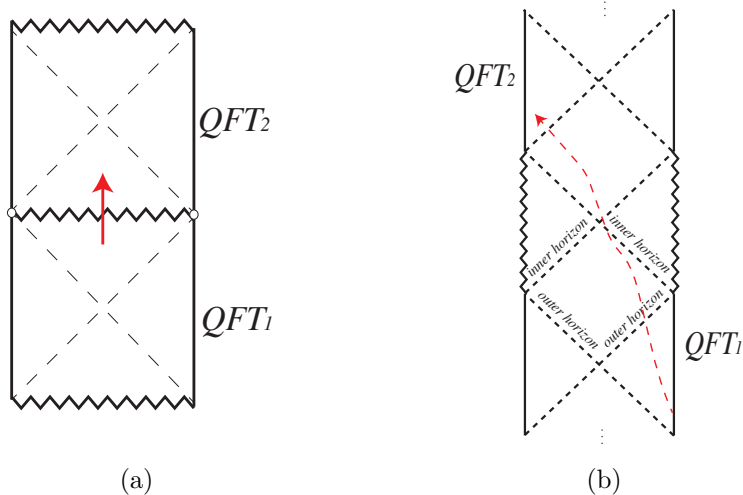 QFT2
QFT1
(a)
QFT2
inner horizon
inner horizon
outer horizon
outer horizon
QFT1
(b)